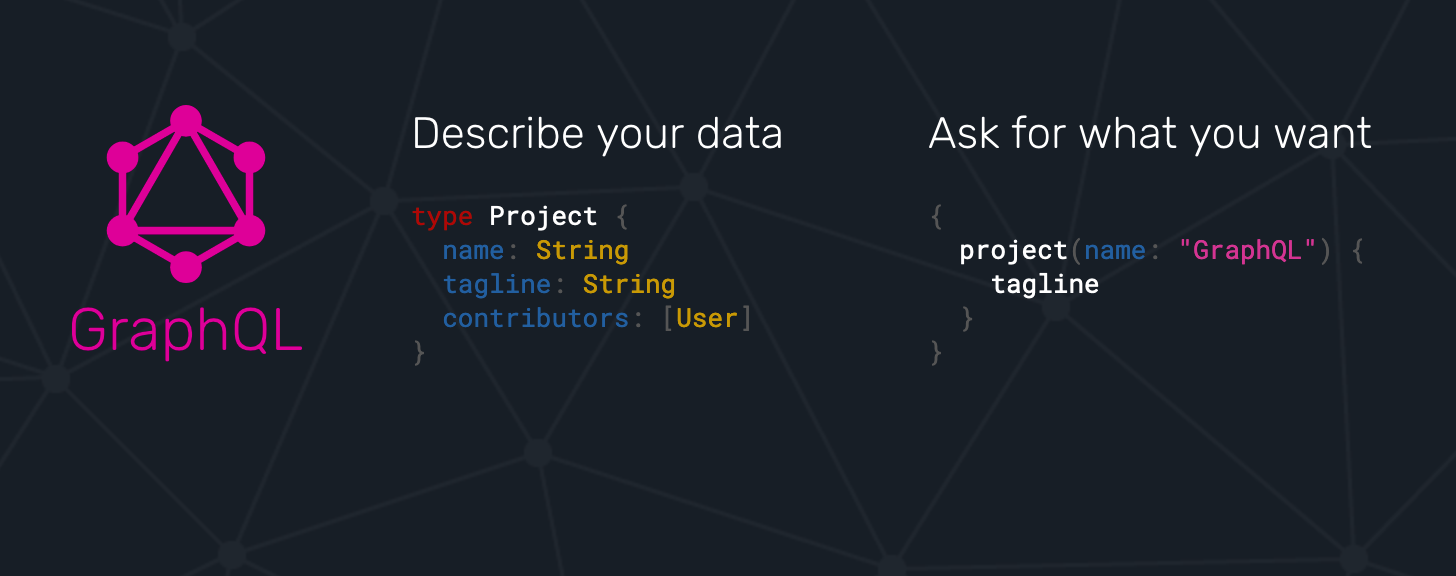 GraphQL
Describe your data
type Project {
  name: String
  tagline: String
  contributors: [User]
}
Ask for what you want
{
  project(name: "GraphQL") {
    tagline
  }
}